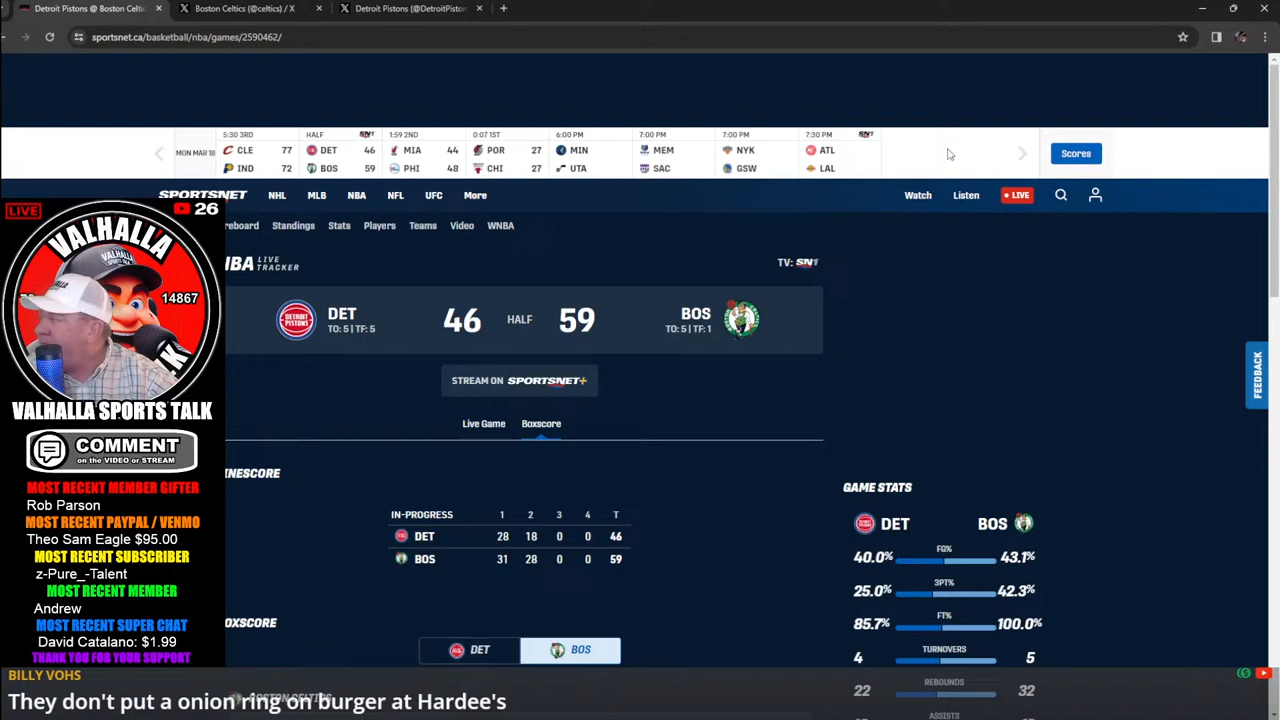 Detroit Pistons @ Boston Celtics
Boston Celtics (@celtics) / X
Detroit Pistons (@DetroitPiston
sportsnet.ca/basketball/nba/games/2590462/
MON MAR 18
5:30 3RD
CLE 77
IND 72
HALF SN1
DET 46
BOS 59
1:59 2ND
MIA 44
PHI 48
0:07 1ST
POR 27
CHI 27
6:00 PM
MIN
UTA
7:00 PM
MEM
SAC
7:00 PM
NYK
GSW
7:30 PM SN1
ATL
LAL
Scores
SPORTSNET NHL MLB NBA NFL UFC More Watch Listen LIVE
LIVE 26
eboard Standings Stats Players Teams Video WNBA
BA LIVE TRACKER
TV: SN1
DET 46 HALF 59 BOS
TO: 5 | TF: 5 TO: 5 | TF: 1
STREAM ON SPORTSNET+
Live Game Boxscore
FEEDBACK
INESCORE
IN-PROGRESS 1 2 3 4 T
DET 28 18 0 0 46
BOS 31 28 0 0 59
OXSCORE
DET BOS
GAME STATS
DET BOS
FG%
40.0% 43.1%
3PT%
25.0% 42.3%
FT%
85.7% 100.0%
TURNOVERS
4 5
REBOUNDS
22 32
ASSISTS
BOSTON CELTICS
VALHALLA
14867
VALHALLA SPORTS TALK
COMMENT
on the VIDEO or STREAM
MOST RECENT MEMBER GIFTER
Rob Parson
MOST RECENT PAYPAL / VENMO
Theo Sam Eagle $95.00
MOST RECENT SUBSCRIBER
z-Pure_-Talent
MOST RECENT MEMBER
Andrew
MOST RECENT SUPER CHAT
David Catalano: $1.99
THANK YOU FOR YOUR SUPPORT
BILLY VOHS
They don't put a onion ring on burger at Hardee's